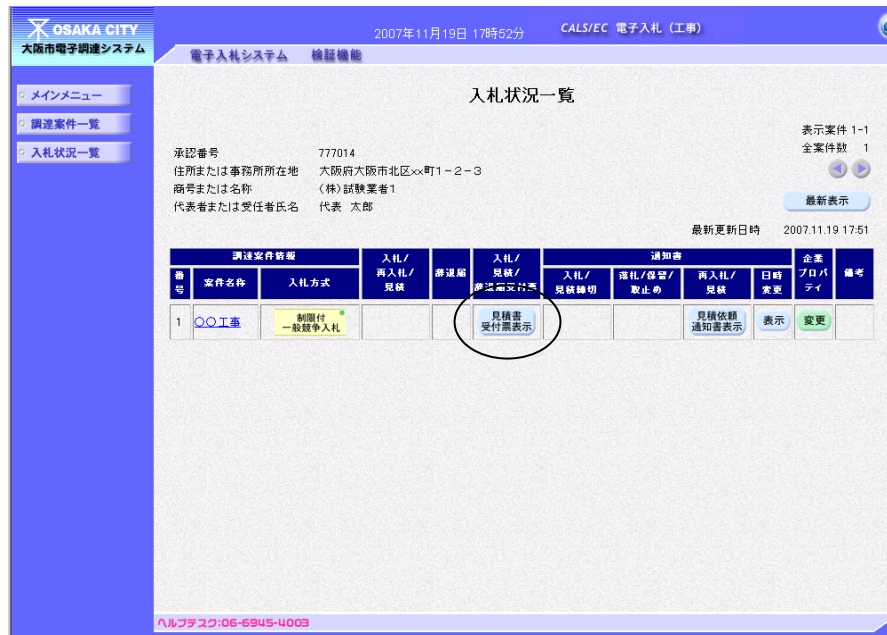 OSAKA CITY
大阪市電子調達システム
2007年11月19日 17時52分
CALS/EC 電子入札（工事）
電子入札システム 検証機能
メインメニュー
調達案件一覧
入札状況一覧
入札状況一覧
表示案件 1-1
全案件数 1
承認番号 777014
住所または事務所所在地 大阪府大阪市北区××町1－2－3
商号または名称 （株）試験業者1
代表者または受任者氏名 代表 太郎
最新表示
最新更新日時 2007.11.19 17:51
調達案件情報
通知書
番号
案件名称
入札方式
入札/
再入札/
見積
辞退届
入札/
見積/
辞退届受付票
入札/
見積締切
落札/保留/
取止め
再入札/
見積
日時
変更
企業
プロパ
ティ
備考
1 〇〇工事
制限付
一般競争入札
見積書
受付票表示
見積依頼
通知書表示
表示
変更
ヘルプデスク:06-6945-4003